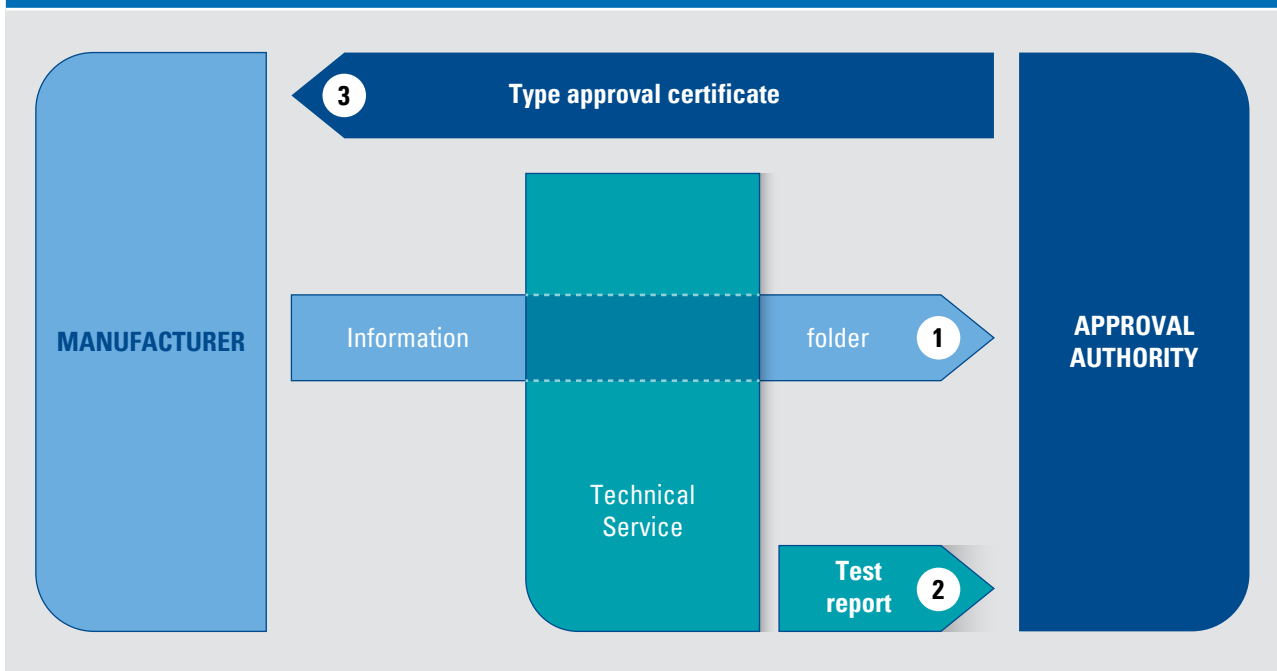 3
Type approval certificate
MANUFACTURER
Information
folder
1
APPROVAL
AUTHORITY
Technical
Service
Test
report
2